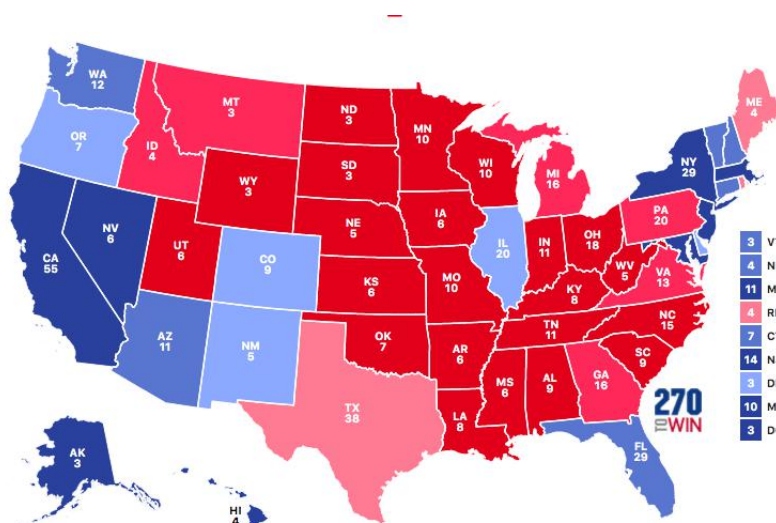 WA
12
OR
7
CA
55
NV
6
ID
4
MT
3
WY
3
UT
6
AZ
11
CO
9
NM
5
ND
3
SD
3
NE
5
KS
6
OK
7
TX
38
MN
10
IA
6
MO
10
AR
6
LA
8
WI
10
IL
20
MI
16
IN
11
OH
18
KY
8
TN
11
MS
6
AL
9
GA
16
FL
29
SC
9
NC
15
VA
13
WV
5
PA
20
NY
29
ME
4
AK
3
HI
4
270
TO WIN
3 V
4 N
11 M
4 R
7 C
14 N
3 D
10 M
3 D